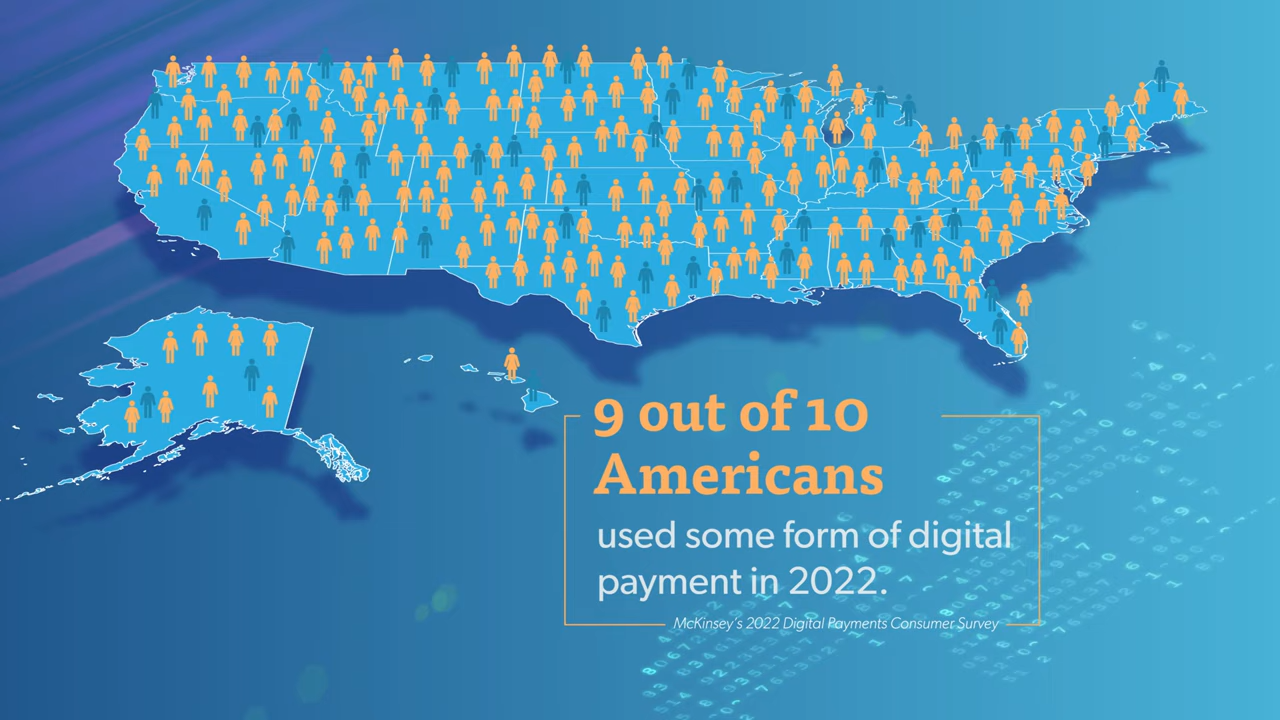 9 out of 10
Americans
used some form of digital
payment in 2022.
McKinsey's 2022 Digital Payments Consumer Survey